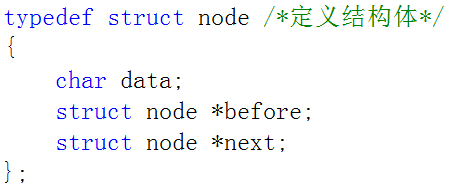 typedef struct node /*定义结构体*/
{
    char data;
    struct node *before;
    struct node *next;
};